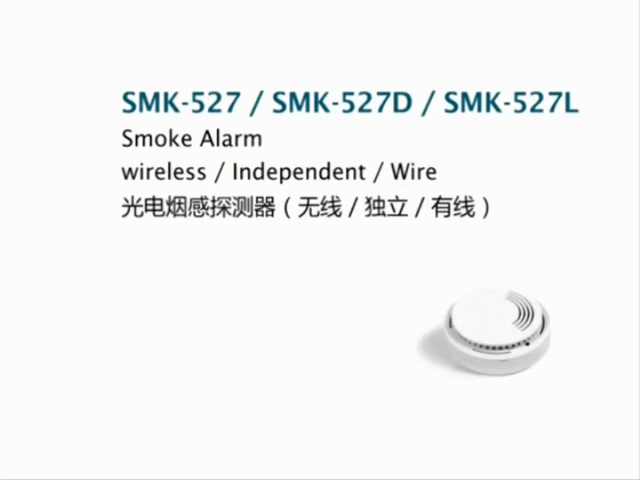 SMK-527 / SMK-527D / SMK-527L
Smoke Alarm
wireless / Independent / Wire
光电烟感探测器（无线 / 独立 / 有线）